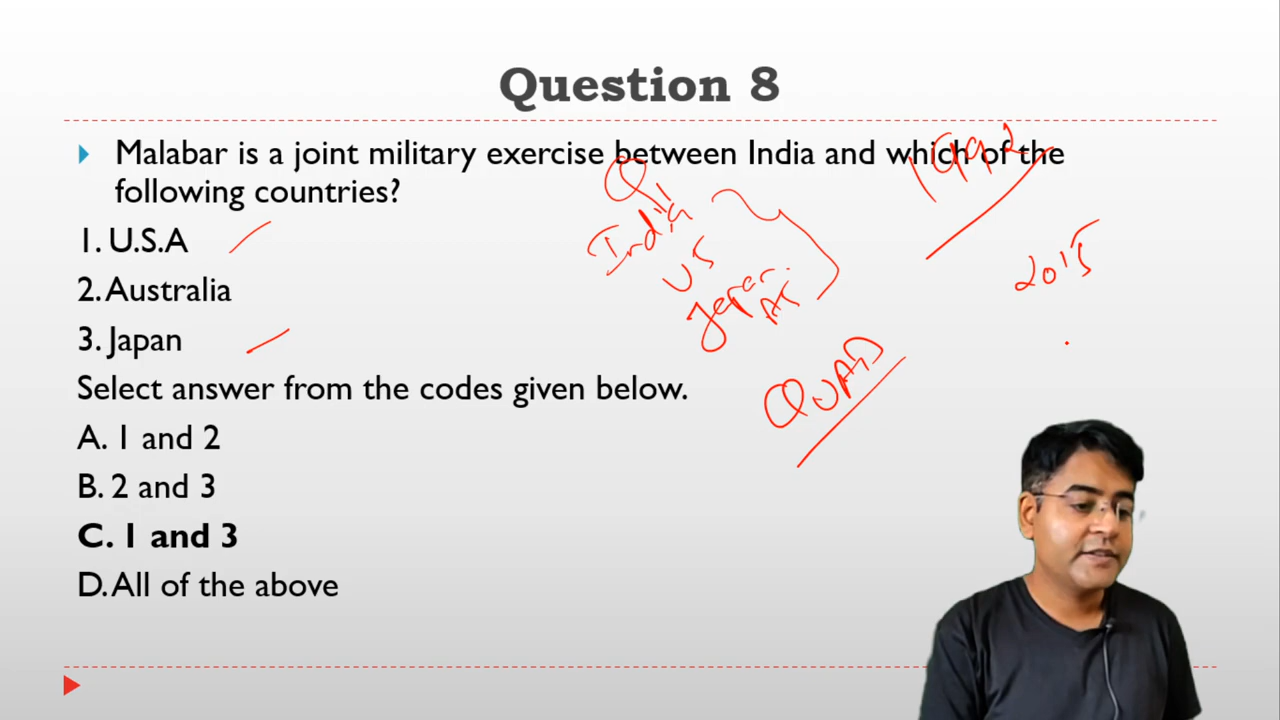 Question 8
Malabar is a joint military exercise between India and which of the
following countries?
1. U.S.A
2. Australia
3. Japan
Select answer from the codes given below.
A. 1 and 2
B. 2 and 3
C. 1 and 3
D. All of the above
1992
India
US
Japan
QUAD
2015